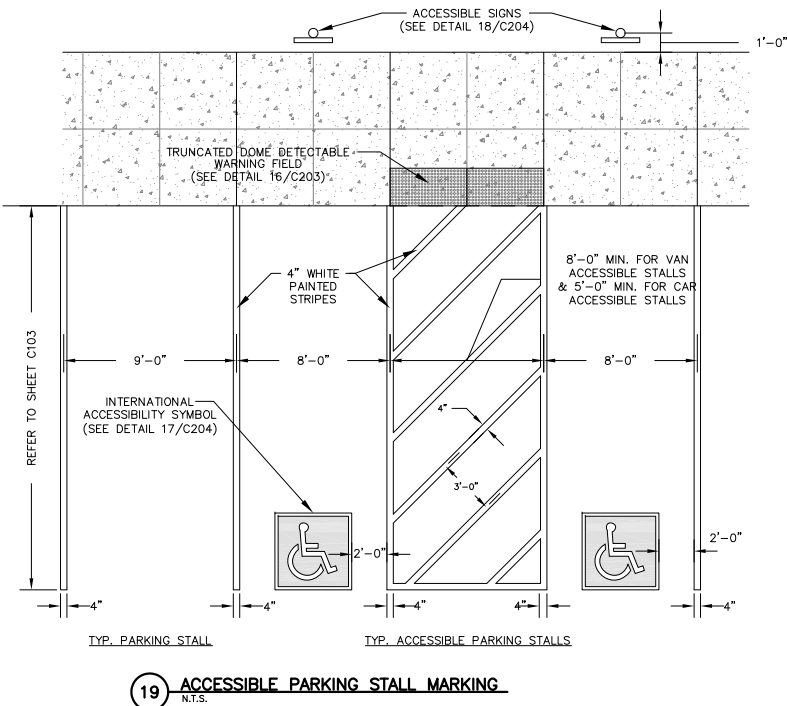 ACCESSIBLE SIGNS
(SEE DETAIL 18/C204)
1'-0"
TRUNCATED DOME DETECTABLE
WARNING FIELD
(SEE DETAIL 16/C203)
4" WHITE
PAINTED
STRIPES
8'-0" MIN. FOR VAN
ACCESSIBLE STALLS
& 5'-0" MIN. FOR CAR
ACCESSIBLE STALLS
REFER TO SHEET C103
9'-0"
8'-0"
8'-0"
INTERNATIONAL
ACCESSIBILITY SYMBOL
(SEE DETAIL 17/C204)
4"
3'-0"
2'-0"
2'-0"
4"
4"
4"
4"
4"
TYP. PARKING STALL
TYP. ACCESSIBLE PARKING STALLS
19 ACCESSIBLE PARKING STALL MARKING
N.T.S.